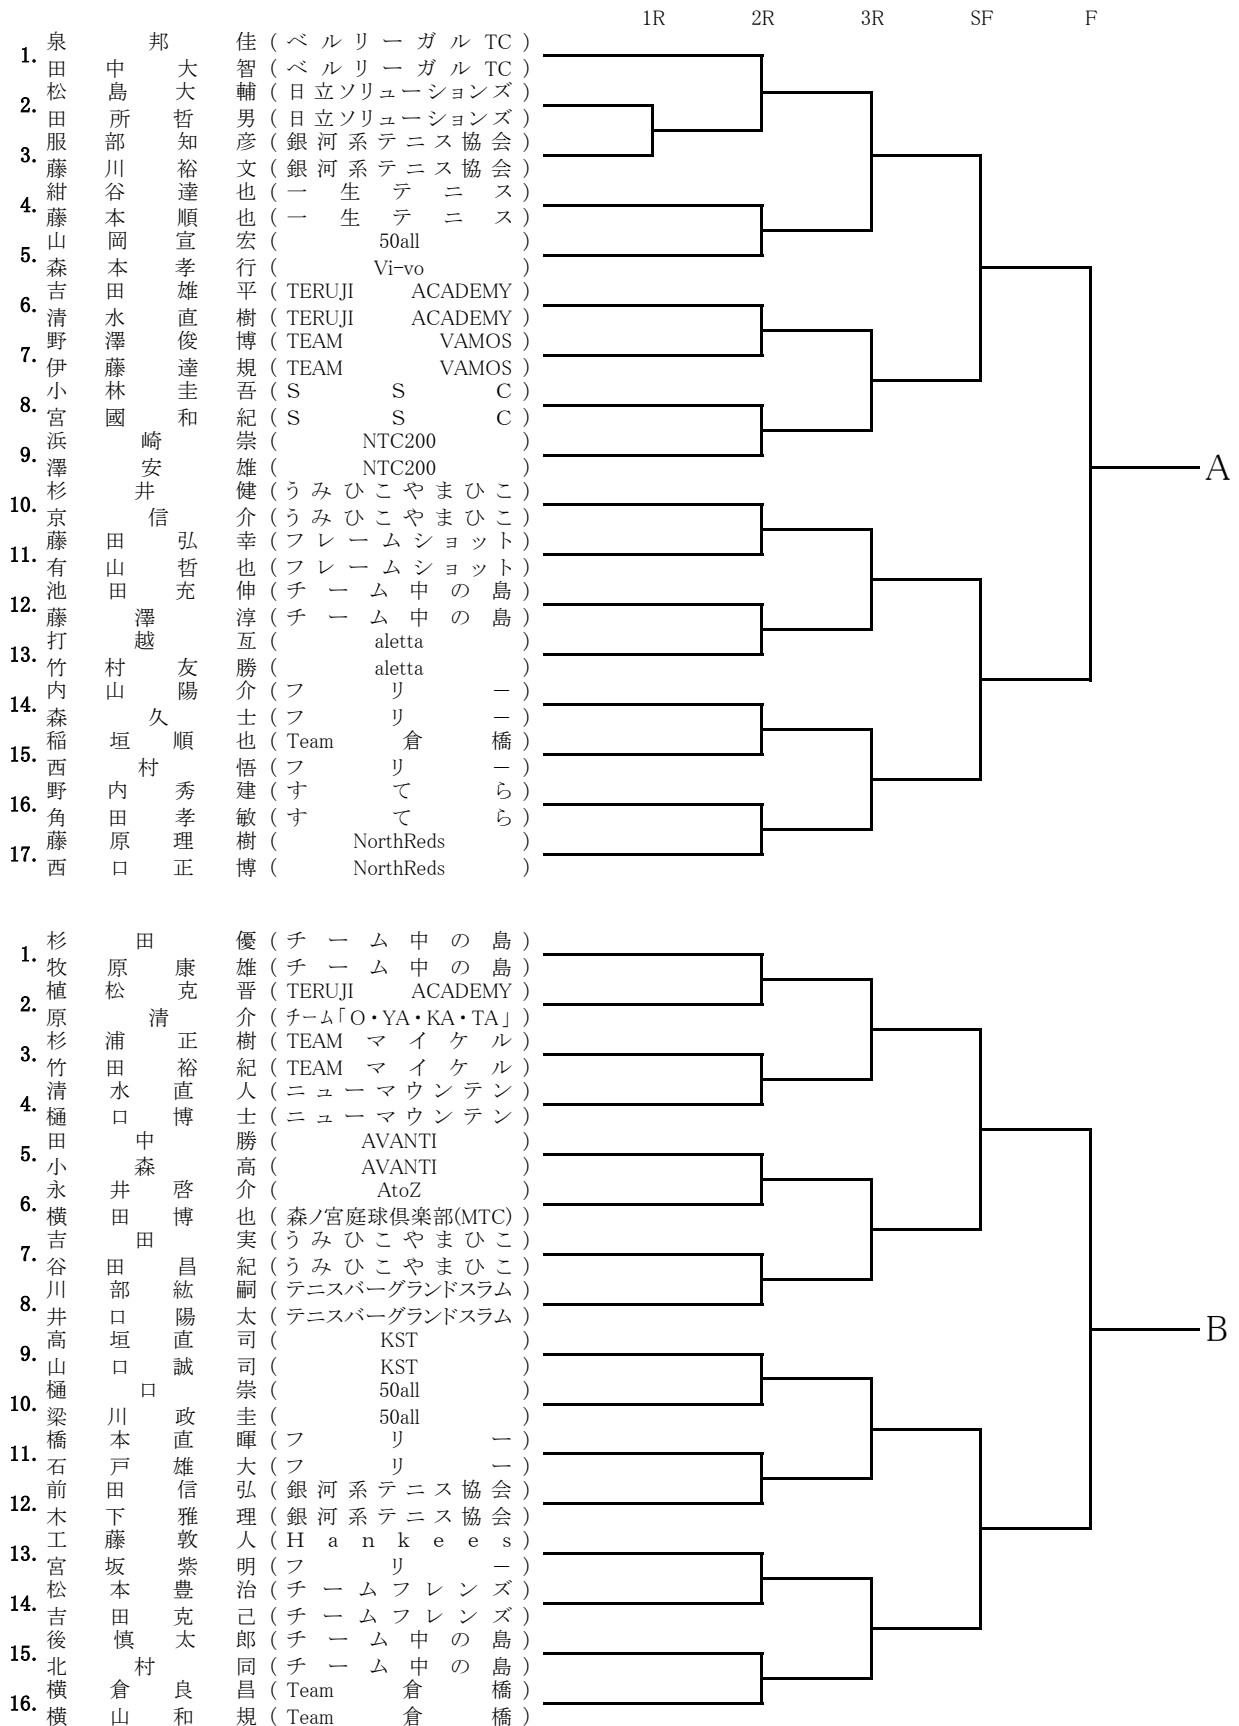 1R 2R 3R SF F
1. 泉 邦 佳 ( ベルリーガル TC )
田中大智 ( ベルリーガル TC )
2. 松島大輔 ( 日立ソリューションズ )
田所哲男 ( 日立ソリューションズ )
3. 服部知彦 ( 銀河系テニス協会 )
藤川裕文 ( 銀河系テニス協会 )
4. 紺谷達也 ( 一生テニス )
藤本順也 ( 一生テニス )
5. 山岡宣宏 ( 50all )
森本孝行 ( Vi-vo )
6. 吉田雄平 ( TERUJI ACADEMY )
清水直樹 ( TERUJI ACADEMY )
7. 野澤俊博 ( TEAM VAMOS )
伊藤達規 ( TEAM VAMOS )
8. 小林圭吾 ( S S C )
宮國和紀 ( S S C )
9. 浜崎崇 ( NTC200 )
澤安雄 ( NTC200 )
10. 杉井健 ( うみひこやまひこ )
京信介 ( うみひこやまひこ )
11. 藤田弘幸 ( フレームショット )
有山哲也 ( フレームショット )
12. 池田充伸 ( チーム中の島 )
藤澤淳 ( チーム中の島 )
13. 打越亙 ( aletta )
竹村友勝 ( aletta )
14. 内山陽介 ( フリー )
森久士 ( フリー )
15. 稲垣順也 ( Team 倉橋 )
西村悟 ( フリー )
16. 野内秀建 ( すてら )
角田孝敏 ( すてら )
17. 藤原理樹 ( NorthReds )
西口正博 ( NorthReds )
A
1. 杉田優 ( チーム中の島 )
牧原康雄 ( チーム中の島 )
2. 植松克晋 ( TERUJI ACADEMY )
原清介 ( チーム「O・YA・KA・TA」 )
3. 杉浦正樹 ( TEAM マイケル )
竹田裕紀 ( TEAM マイケル )
4. 清水直人 ( ニューマウンテン )
樋口博士 ( ニューマウンテン )
5. 田中勝 ( AVANTI )
小森高 ( AVANTI )
6. 永井啓介 ( AtoZ )
横田博也 ( 森ノ宮庭球倶楽部(MTC) )
7. 吉田実 ( うみひこやまひこ )
谷田昌紀 ( うみひこやまひこ )
8. 川部紘嗣 ( テニスバーグランドスラム )
井口陽太 ( テニスバーグランドスラム )
9. 高垣直司 ( KST )
山口誠司 ( KST )
10. 樋口崇 ( 50all )
梁川政圭 ( 50all )
11. 橋本直暉 ( フリー )
石戸雄大 ( フリー )
12. 前田信弘 ( 銀河系テニス協会 )
木下雅理 ( 銀河系テニス協会 )
13. 工藤敦人 ( Hankees )
宮坂紫明 ( フリー )
14. 松本豊治 ( チームフレンズ )
吉田克己 ( チームフレンズ )
15. 後慎太郎 ( チーム中の島 )
北村同 ( チーム中の島 )
16. 横倉良昌 ( Team 倉橋 )
横山和規 ( Team 倉橋 )
B